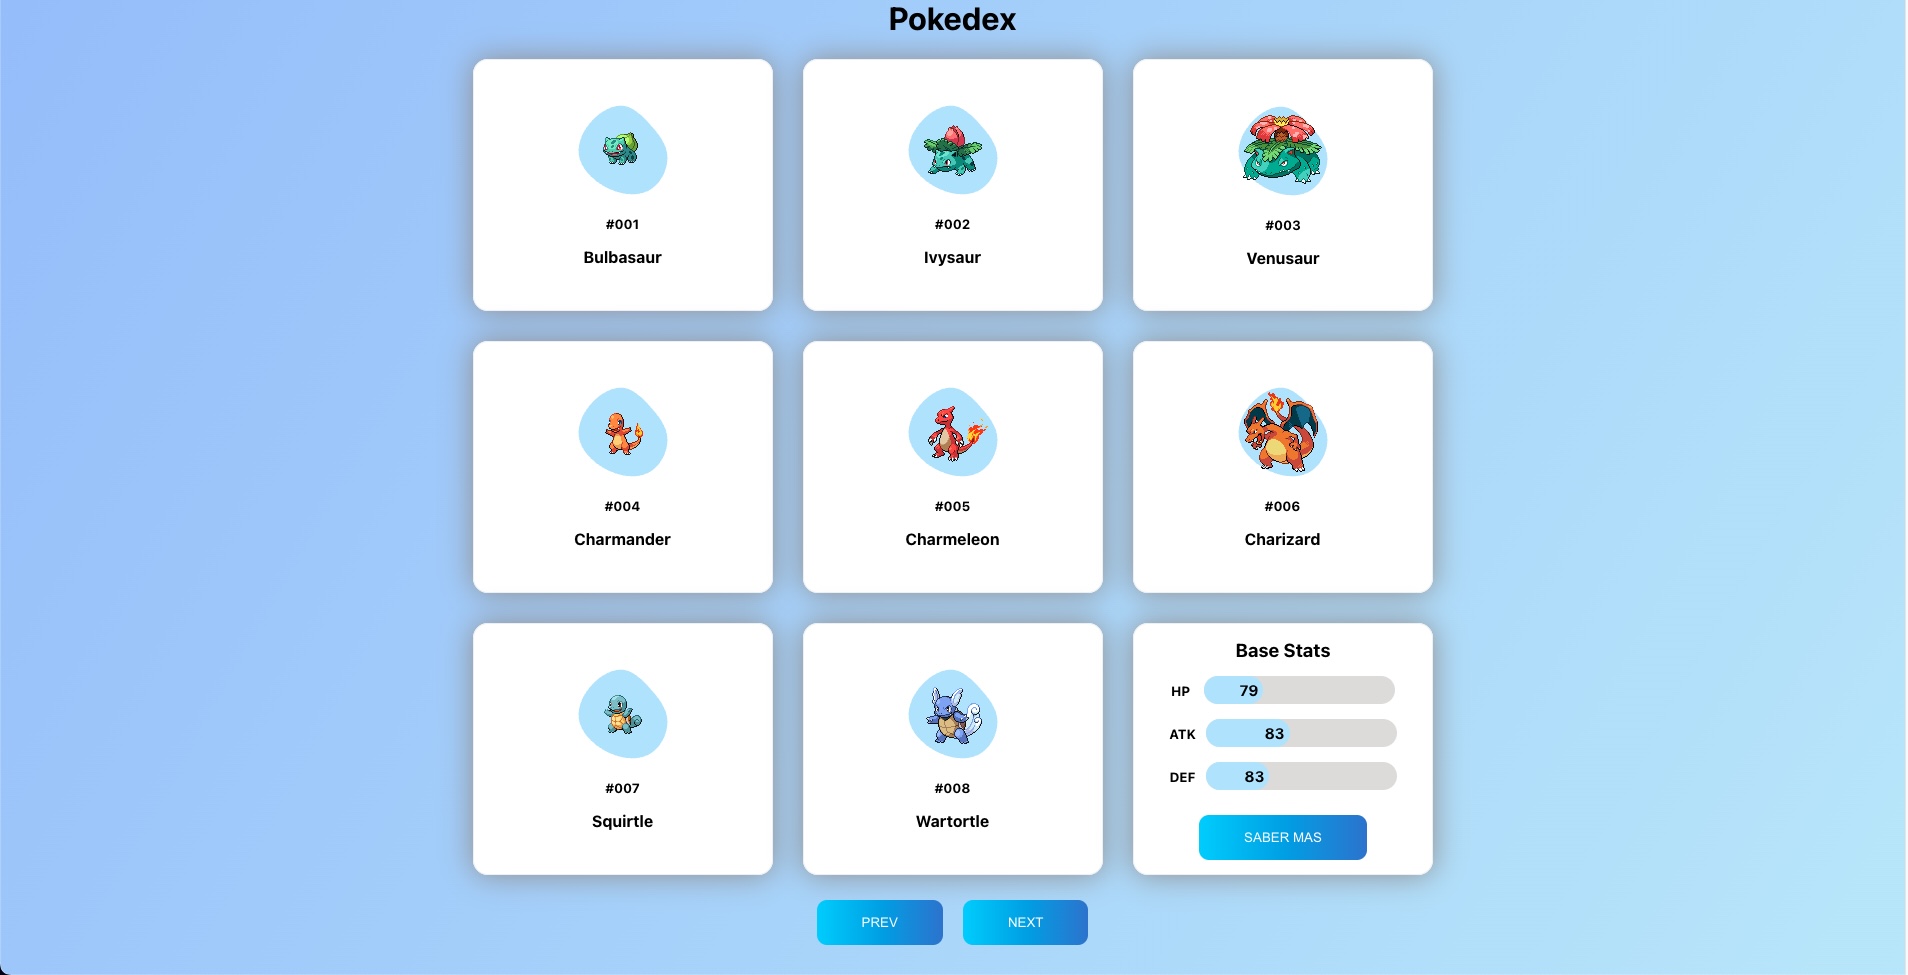 Pokedex
#001
Bulbasaur
#002
Ivysaur
#003
Venusaur
#004
Charmander
#005
Charmeleon
#006
Charizard
#007
Squirtle
#008
Wartortle
Base Stats
HP 79
ATK 83
DEF 83
SABER MAS
PREV
NEXT